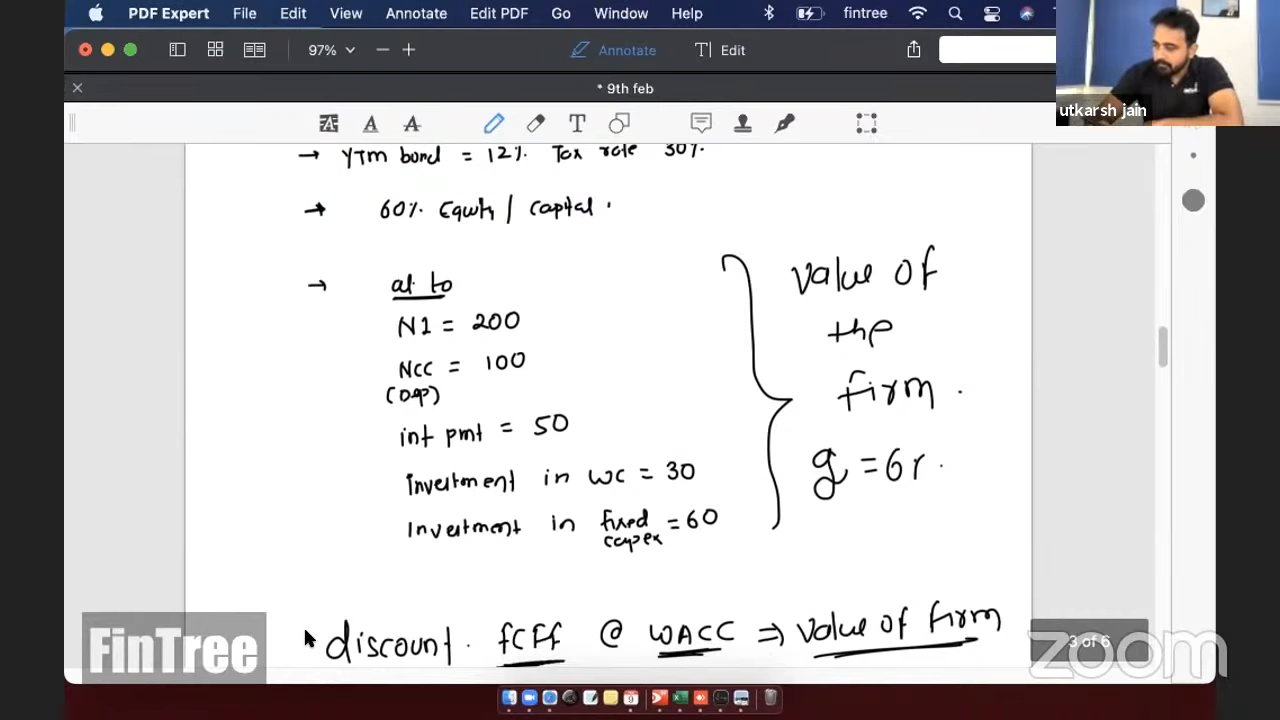 PDF Expert File Edit View Annotate Edit PDF Go Window Help fintree
97% Annotate T| Edit
* 9th feb
utkarsh jain
→ YTM bond = 12%. Tax rate 30%.
→ 60%. Equity / capital.
→ at to
NI = 200
NCC = 100
(Dep)
int pmt = 50
Investment in WC = 30
Investment in fixed capex = 60
Value of
the
firm.
g = 6%.
discount. FCFF @ WACC ⇒ Value of firm
FinTree
3 of 6
zoom